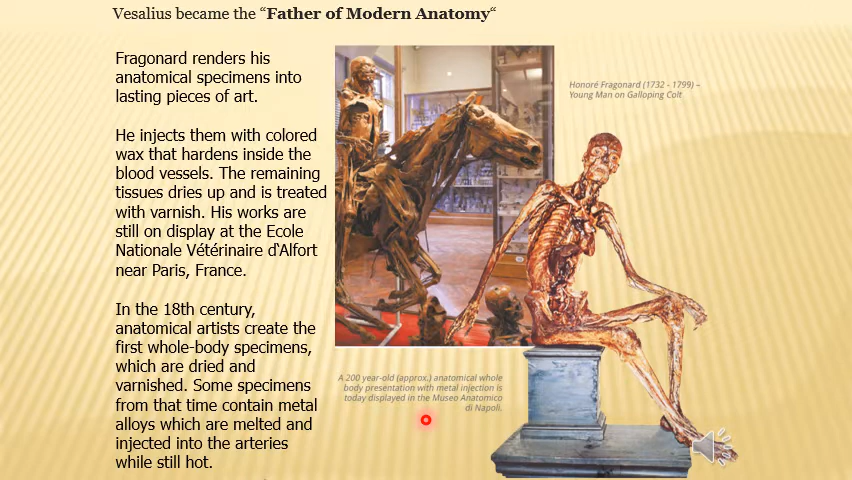 Vesalius became the “Father of Modern Anatomy“
Fragonard renders his
anatomical specimens into
lasting pieces of art.
He injects them with colored
wax that hardens inside the
blood vessels. The remaining
tissues dries up and is treated
with varnish. His works are
still on display at the Ecole
Nationale Vétérinaire d‘Alfort
near Paris, France.
In the 18th century,
anatomical artists create the
first whole-body specimens,
which are dried and
varnished. Some specimens
from that time contain metal
alloys which are melted and
injected into the arteries
while still hot.
Honoré Fragonard (1732 - 1799) –
Young Man on Galloping Colt
A 200 year-old (approx.) anatomical whole
body presentation with metal injection is
today displayed in the Museo Anatomico
di Napoli.